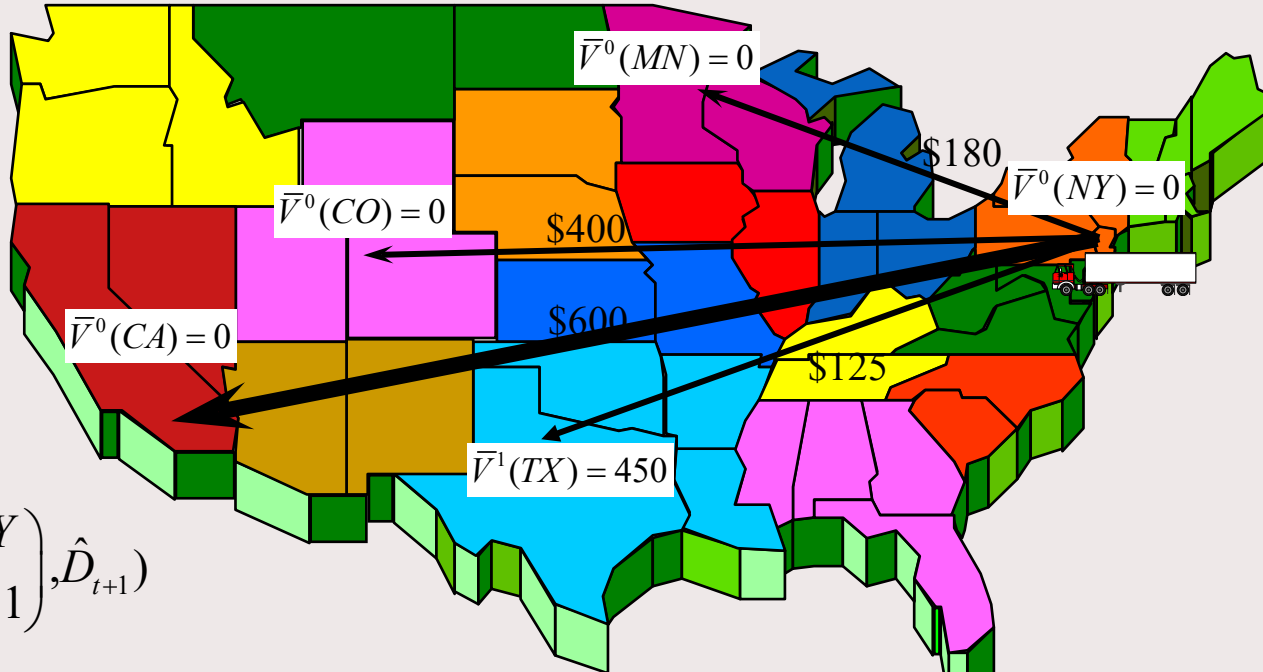 V̅⁰(MN) = 0
$180
V̅⁰(NY) = 0
V̅⁰(CO) = 0
$400
V̅⁰(CA) = 0
$600
$125
V̅¹(TX) = 450
Y
1), D̂ₜ₊₁)